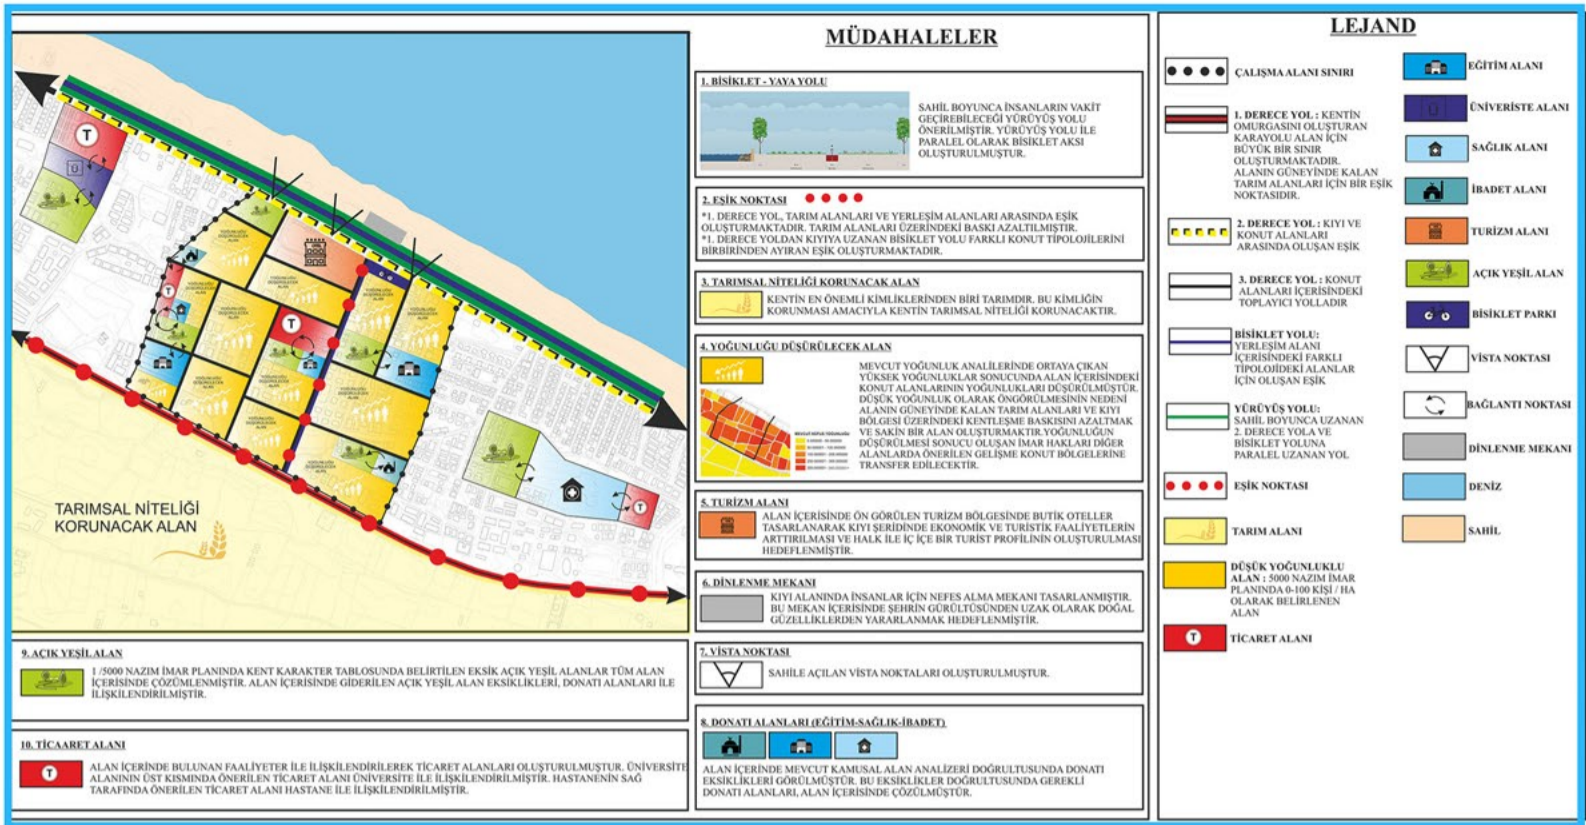 MÜDAHALELER
1. BİSİKLET - YAYA YOLU
SAHİL BOYUNCA İNSANLARIN VAKİT
GEÇİREBİLECEĞİ YÜRÜYÜŞ YOLU
ÖNERİLMİŞTİR. YÜRÜYÜŞ YOLU İLE
PARALEL OLARAK BİSİKLET AKSI
OLUŞTURULMUŞTUR.
2. EŞİK NOKTASI
*1. DERECE YOL, TARIM ALANLARI VE YERLEŞİM ALANLARI ARASINDA EŞİK
OLUŞTURMAKTADIR. TARIM ALANLARI ÜZERİNDEKİ BASKI AZALTILMIŞTIR.
*1. DERECE YOLDAN KIYIYA UZANAN BİSİKLET YOLU FARKLI KONUT TİPOLOJİLERİNİ
BİRBİRİNDEN AYIRAN EŞİK OLUŞTURMAKTADIR.
3. TARIMSAL NİTELİĞİ KORUNACAK ALAN
KENTİN EN ÖNEMLİ KİMLİKLERİNDEN BİRİ TARIMDIR. BU KİMLİĞİN
KORUNMASI AMACIYLA KENTİN TARIMSAL NİTELİĞİ KORUNACAKTIR.
4. YOĞUNLUĞU DÜŞÜRÜLECEK ALAN
MEVCUT YOĞUNLUK ANALİLERİNDE ORTAYA ÇIKAN
YÜKSEK YOĞUNLUKLAR SONUCUNDA ALAN İÇERİSİNDEKİ
KONUT ALANLARININ YOĞUNLUKLARI DÜŞÜRÜLMÜŞTÜR.
DÜŞÜK YOĞUNLUK OLARAK ÖNGÖRÜLMESİNİN NEDENİ
ALANIN GÜNEYİNDE KALAN TARIM ALANLARI VE KIYI
BÖLGESİ ÜZERİNDEKİ KENTLEŞME BASKISINI AZALTMAK
VE SAKİN BİR ALAN OLUŞTURMAKTIR.YOĞUNLUĞUN
DÜŞÜRÜLMESİ SONUCU OLUŞAN İMAR HAKLARI DİĞER
ALANLARDA ÖNERİLEN GELİŞME KONUT BÖLGELERİNE
TRANSFER EDİLECEKTİR.
5. TURİZM ALANI
ALAN İÇERİSİNDE ÖN GÖRÜLEN TURİZM BÖLGESİNDE BUTİK OTELLER
TASARLANARAK KIYI ŞERİDİNDE EKONOMİK VE TURİSTİK FAALİYETLERİN
ARTTIRILMASI VE HALK İLE İÇ İÇE BİR TURİST PROFİLİNİN OLUŞTURULMASI
HEDEFLENMİŞTİR.
6. DİNLENME MEKANI
KIYI ALANINDA İNSANLAR İÇİN NEFES ALMA MEKANI TASARLANMIŞTIR.
BU MEKAN İÇERİSİNDE ŞEHRİN GÜRÜLTÜSÜNDEN UZAK OLARAK DOĞAL
GÜZELLİKLERDEN YARARLANMAK HEDEFLENMİŞTİR.
7. VİSTA NOKTASI
SAHİLE AÇILAN VİSTA NOKTALARI OLUŞTURULMUŞTUR.
8. DONATI ALANLARI (EĞİTİM-SAĞLIK-İBADET)
ALAN İÇERİNDE MEVCUT KAMUSAL ALAN ANALİZERİ DOĞRULTUSUNDA DONATI
EKSİKLİKLERİ GÖRÜLMÜŞTÜR. BU EKSİKLİKLER DOĞRULTUSUNDA GEREKLİ
DONATI ALANLARI, ALAN İÇERİSİNDE ÇÖZÜLMÜŞTÜR.
TARIMSAL NİTELİĞİ
KORUNACAK ALAN
T
Ü
T
T
T
9. AÇIK YEŞİL ALAN
1 /5000 NAZIM İMAR PLANINDA KENT KARAKTER TABLOSUNDA BELİRTİLEN EKSİK AÇIK YEŞİL ALANLAR TÜM ALAN
İÇERİSİNDE ÇÖZÜMLENMİŞTİR. ALAN İÇERİSİNDE GİDERİLEN AÇIK YEŞİL ALAN EKSİKLİKLERİ, DONATI ALANLARI İLE
İLİŞKİLENDİRİLMİŞTİR.
10. TİCAARET ALANI
T
ALAN İÇERİNDE BULUNAN FAALİYETER İLE İLİŞKİLENDİRİLEREK TİCARET ALANLARI OLUŞTURULMUŞTUR. ÜNİVERSİTE
ALANININ ÜST KISMINDA ÖNERİLEN TİCARET ALANI ÜNİVERSİTE İLE İLİŞKİLENDİRİLMİŞTİR. HASTANENİN SAĞ
TARAFINDA ÖNERİLEN TİCARET ALANI HASTANE İLE İLİŞKİLENDİRİLMİŞTİR.
LEJAND
ÇALIŞMA ALANI SINIRI
1. DERECE YOL : KENTİN
OMURGASINI OLUŞTURAN
KARAYOLU ALAN İÇİN
BÜYÜK BİR SINIR
OLUŞTURMAKTADIR.
ALANIN GÜNEYİNDE KALAN
TARIM ALANLARI İÇİN BİR EŞİK
NOKTASIDIR.
2. DERECE YOL : KIYI VE
KONUT ALANLARI
ARASINDA OLUŞAN EŞİK
3. DERECE YOL : KONUT
ALANLARI İÇERİSİNDEKİ
TOPLAYICI YOLLADIR
BİSİKLET YOLU:
YERLEŞİM ALANI
İÇERİSİNDEKİ FARKLI
TİPOLOJİDEKİ ALANLAR
İÇİN OLUŞAN EŞİK
YÜRÜYÜŞ YOLU:
SAHİL BOYUNCA UZANAN
2. DERECE YOLA VE
BİSİKLET YOLUNA
PARALEL UZANAN YOL
EŞİK NOKTASI
TARIM ALANI
DÜŞÜK YOĞUNLUKLU
ALAN : 5000 NAZIM İMAR
PLANINDA 0-100 KİŞİ / HA
OLARAK BELİRLENEN
ALAN
T
TİCARET ALANI
EĞİTİM ALANI
Ü
ÜNİVERİSTE ALANI
SAĞLIK ALANI
İBADET ALANI
TURİZM ALANI
AÇIK YEŞİL ALAN
BİSİKLET PARKI
VİSTA NOKTASI
BAĞLANTI NOKTASI
DİNLENME MEKANI
DENİZ
SAHİL